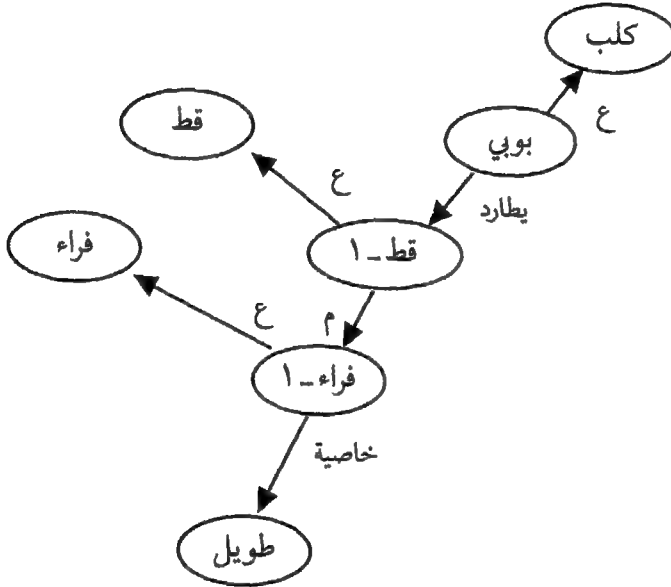 كلب
ع
بوبي
قط
ع
يطارد
قط - ١
فراء
ع
م
فراء - ١
خاصية
طويل